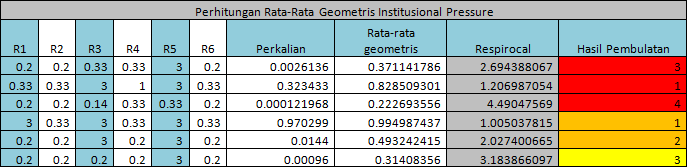 Perhitungan Rata-Rata Geometris Institusional Pressure
R1 R2 R3 R4 R5 R6 Perkalian Rata-rata geometris Respirocal Hasil Pembulatan
0.2 0.2 0.33 0.33 3 0.2 0.0026136 0.371141786 2.694388067 3
0.33 0.33 3 1 3 0.33 0.323433 0.828509301 1.206987054 1
0.2 0.2 0.14 0.33 0.33 0.2 0.000121968 0.222693556 4.49047569 4
3 0.33 3 0.33 3 0.33 0.970299 0.994987437 1.005037815 1
0.2 0.2 3 0.2 3 0.2 0.0144 0.493242415 2.027400665 2
0.2 0.2 0.2 0.2 3 0.2 0.00096 0.31408356 3.183866097 3